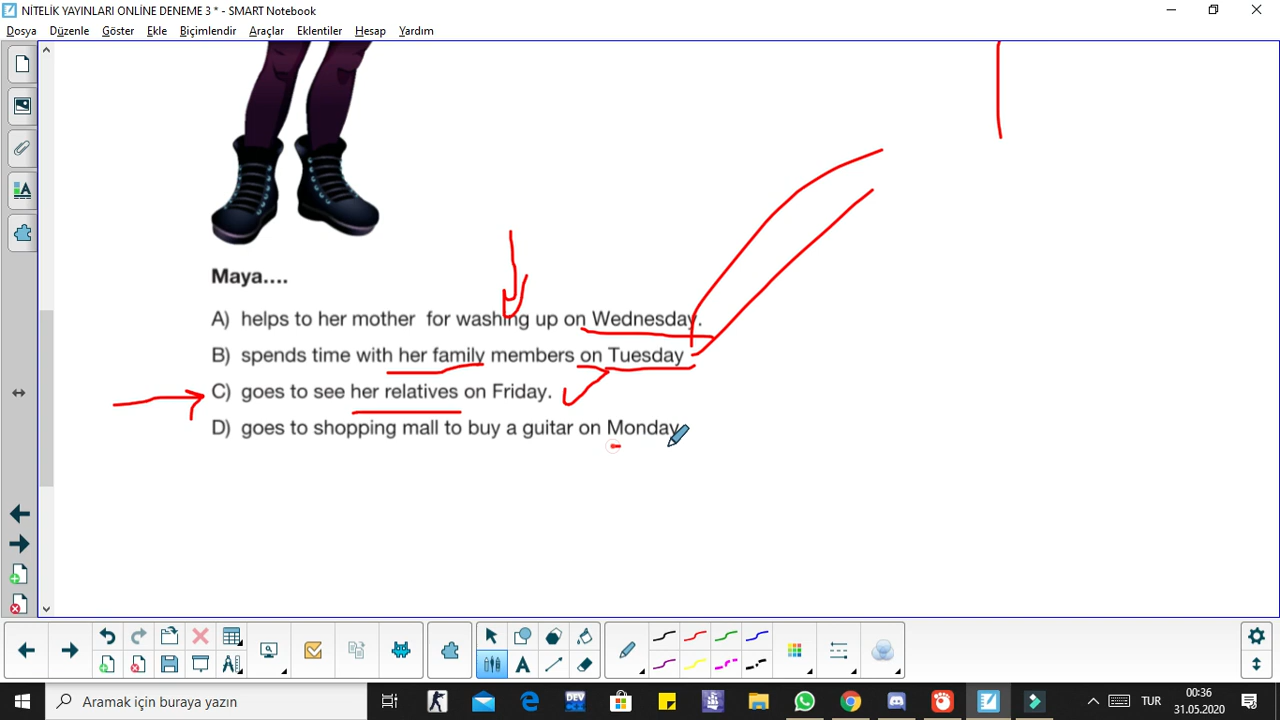 NİTELİK YAYINLARI ONLİNE DENEME 3 * - SMART Notebook
Dosya Düzenle Göster Ekle Biçimlendir Araçlar Eklentiler Hesap Yardım
Maya....
A) helps to her mother for washing up on Wednesday.
B) spends time with her family members on Tuesday
C) goes to see her relatives on Friday.
D) goes to shopping mall to buy a guitar on Monday
Aramak için buraya yazın
DEV
TUR
00:36
31.05.2020